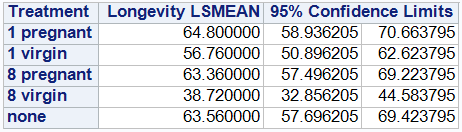 Treatment Longevity LSMEAN 95% Confidence Limits
1 pregnant 64.800000 58.936205 70.663795
1 virgin 56.760000 50.896205 62.623795
8 pregnant 63.360000 57.496205 69.223795
8 virgin 38.720000 32.856205 44.583795
none 63.560000 57.696205 69.423795